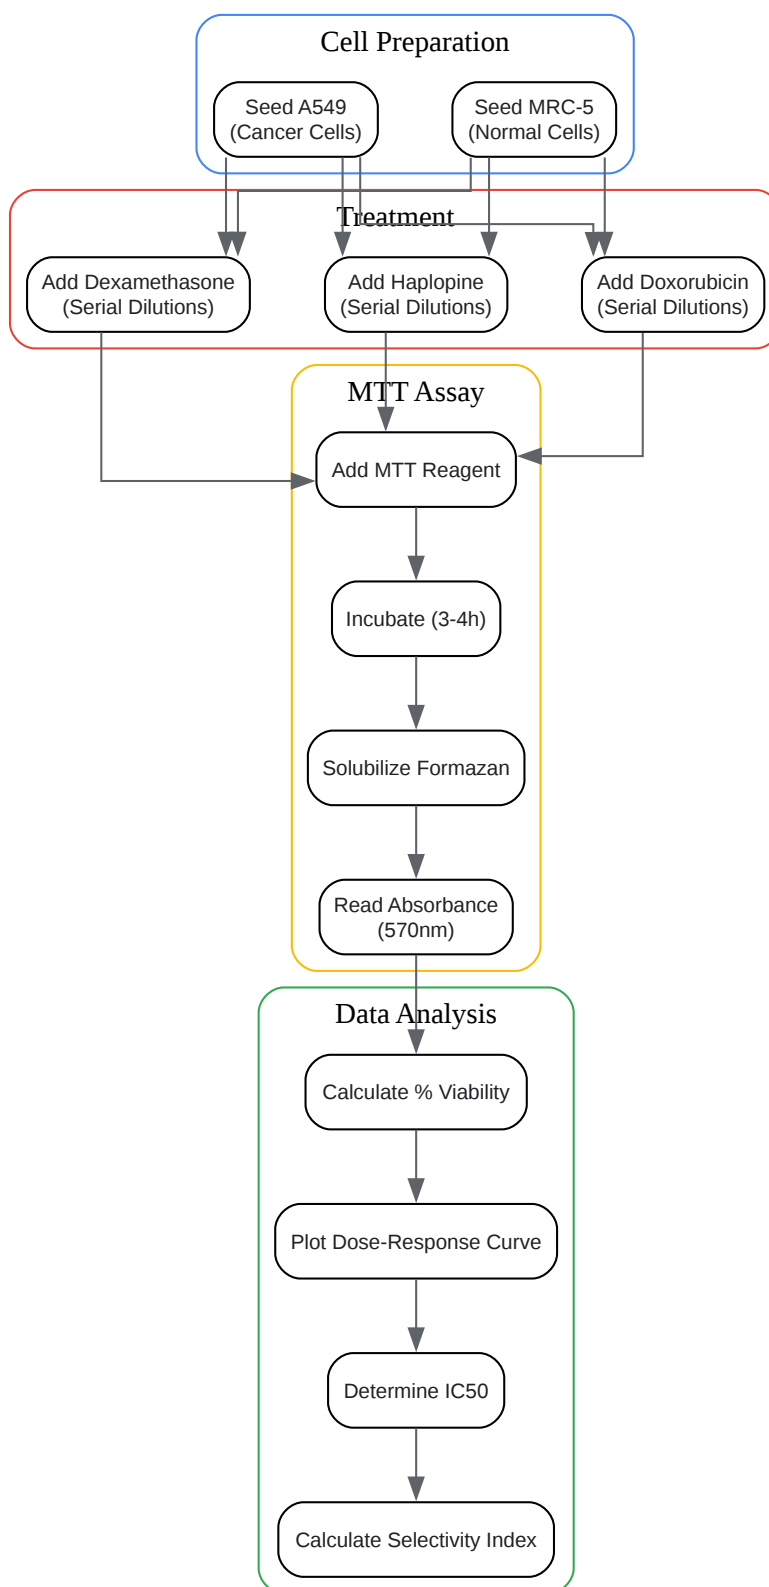 Cell Preparation
Seed A549
(Cancer Cells)
Seed MRC-5
(Normal Cells)
Treatment
Add Dexamethasone
(Serial Dilutions)
Add Haplopine
(Serial Dilutions)
Add Doxorubicin
(Serial Dilutions)
MTT Assay
Add MTT Reagent
Incubate (3-4h)
Solubilize Formazan
Read Absorbance
(570nm)
Data Analysis
Calculate % Viability
Plot Dose-Response Curve
Determine IC50
Calculate Selectivity Index